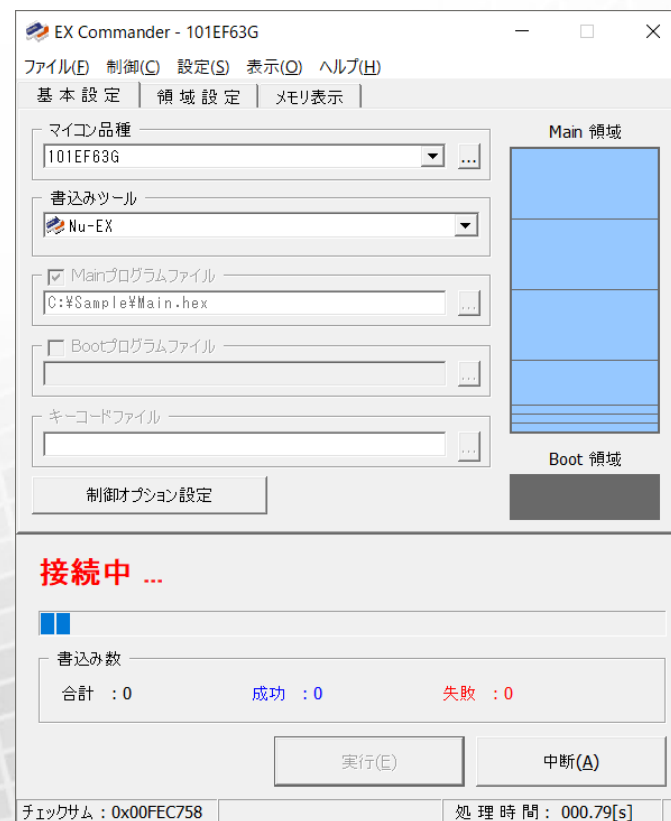 EX Commander - 101EF63G
ファイル(F) 制御(C) 設定(S) 表示(O) ヘルプ(H)
基本設定 領域設定 メモリ表示
マイコン品種
101EF63G ...
書込みツール
Nu-EX
Mainプログラムファイル
C:¥Sample¥Main.hex ...
Bootプログラムファイル
...
キーコードファイル
...
制御オプション設定
Main 領域
Boot 領域
接続中 ...
書込み数
合計 : 0 成功 : 0 失敗 : 0
実行(E) 中断(A)
チェックサム : 0x00FEC758 処理時間 : 000.79[s]